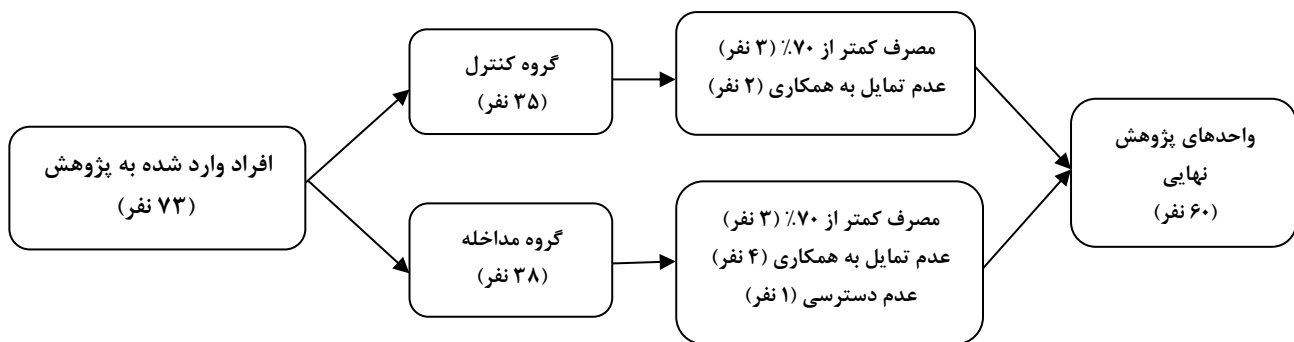 افراد وارد شده به پژوهش
(۷۳ نفر)
گروه کنترل
(۳۵ نفر)
مصرف کمتر از ۷۰٪ (۳ نفر)
عدم تمایل به همکاری (۲ نفر)
گروه مداخله
(۳۸ نفر)
مصرف کمتر از ۷۰٪ (۳ نفر)
عدم تمایل به همکاری (۴ نفر)
عدم دسترسی (۱ نفر)
واحدهای پژوهش
نهایی
(۶۰ نفر)